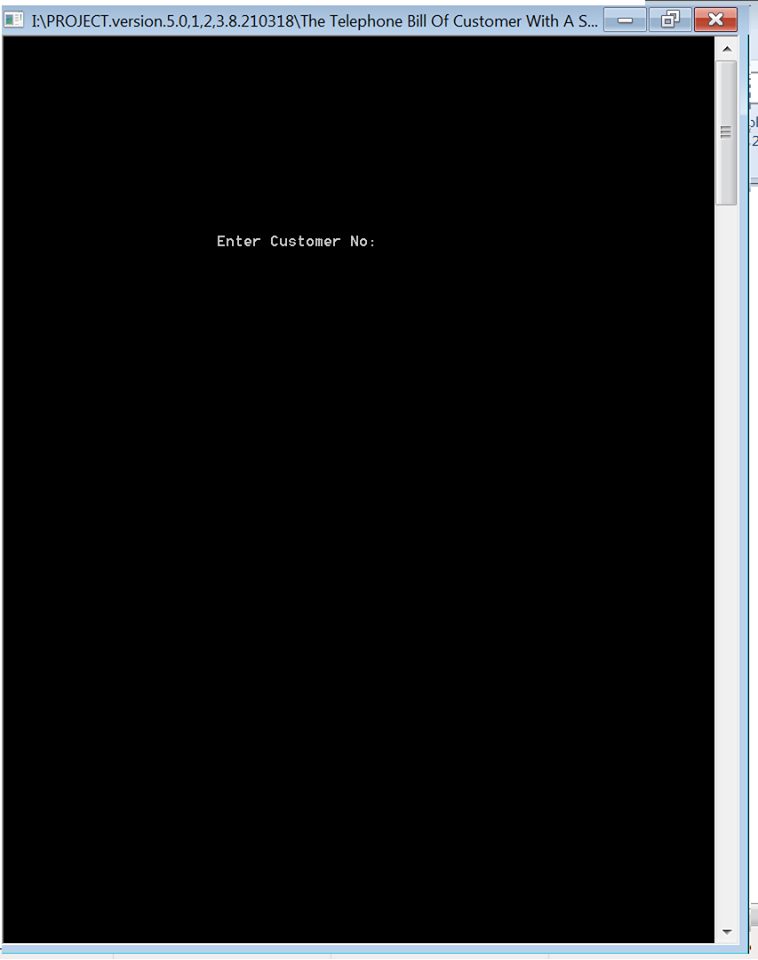 I:\PROJECT.version.5.0,1,2,3.8.210318\The Telephone Bill Of Customer With A S...
Enter Customer No: